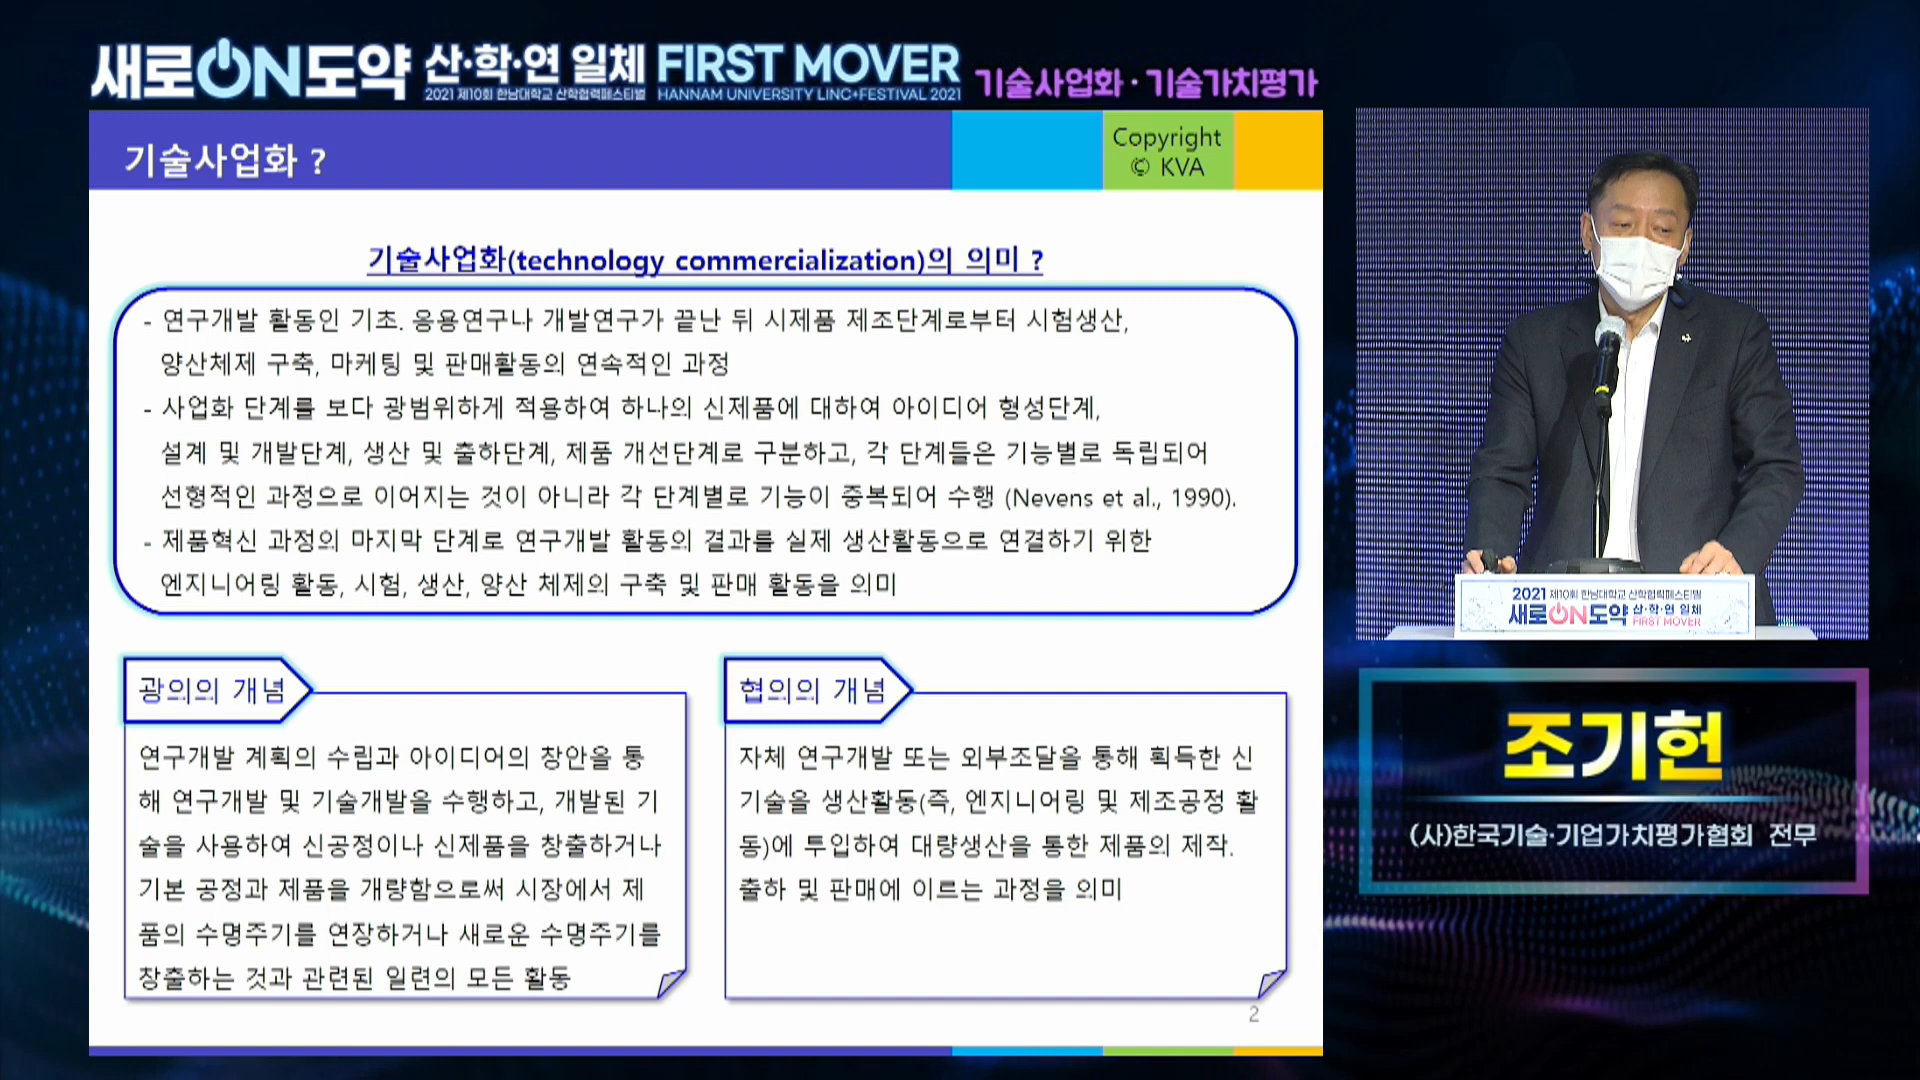 새로ON도약 산·학·연 일체 FIRST MOVER
2021 제10회 한남대학교 산학협력페스티벌 HANNAM UNIVERSITY LINC+FESTIVAL 2021
기술사업화 · 기술가치평가
기술사업화 ?
Copyright
© KVA
기술사업화(technology commercialization)의 의미 ?
- 연구개발 활동인 기초. 응용연구나 개발연구가 끝난 뒤 시제품 제조단계로부터 시험생산,
양산체제 구축, 마케팅 및 판매활동의 연속적인 과정
- 사업화 단계를 보다 광범위하게 적용하여 하나의 신제품에 대하여 아이디어 형성단계,
설계 및 개발단계, 생산 및 출하단계, 제품 개선단계로 구분하고, 각 단계들은 기능별로 독립되어
선형적인 과정으로 이어지는 것이 아니라 각 단계별로 기능이 중복되어 수행 (Nevens et al., 1990).
- 제품혁신 과정의 마지막 단계로 연구개발 활동의 결과를 실제 생산활동으로 연결하기 위한
엔지니어링 활동, 시험, 생산, 양산 체제의 구축 및 판매 활동을 의미
광의의 개념
연구개발 계획의 수립과 아이디어의 창안을 통
해 연구개발 및 기술개발을 수행하고, 개발된 기
술을 사용하여 신공정이나 신제품을 창출하거나
기본 공정과 제품을 개량함으로써 시장에서 제
품의 수명주기를 연장하거나 새로운 수명주기를
창출하는 것과 관련된 일련의 모든 활동
협의의 개념
자체 연구개발 또는 외부조달을 통해 획득한 신
기술을 생산활동(즉, 엔지니어링 및 제조공정 활
동)에 투입하여 대량생산을 통한 제품의 제작.
출하 및 판매에 이르는 과정을 의미
2
2021 제10회 한남대학교 산학협력페스티벌
새로ON도약 산·학·연 일체
FIRST MOVER
조기헌
(사)한국기술·기업가치평가협회 전무